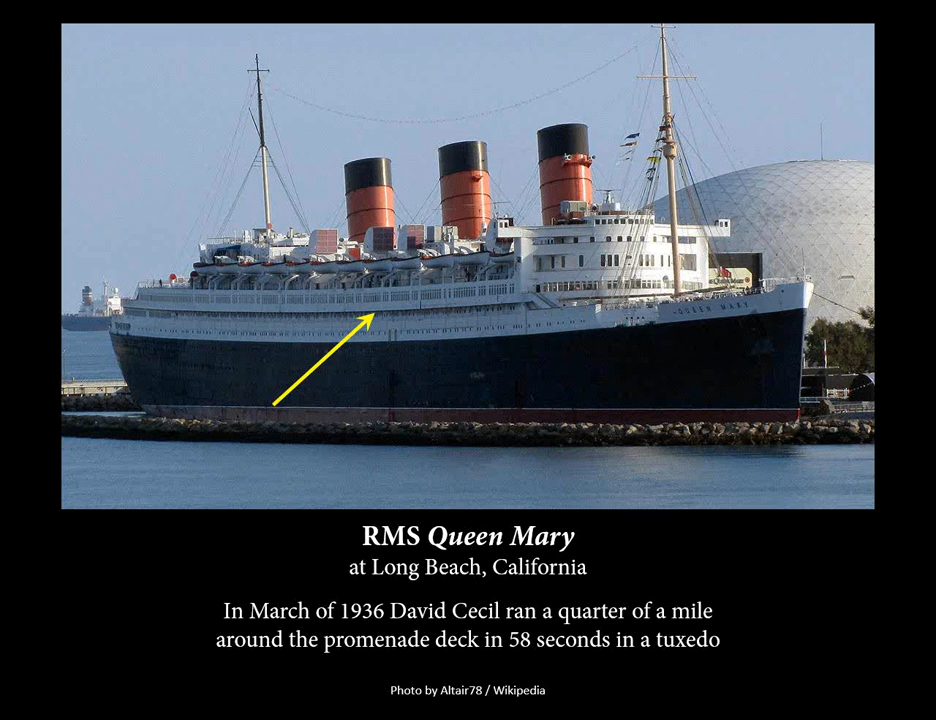 QUEEN MARY
RMS Queen Mary
at Long Beach, California
In March of 1936 David Cecil ran a quarter of a mile
around the promenade deck in 58 seconds in a tuxedo
Photo by Altair78 / Wikipedia